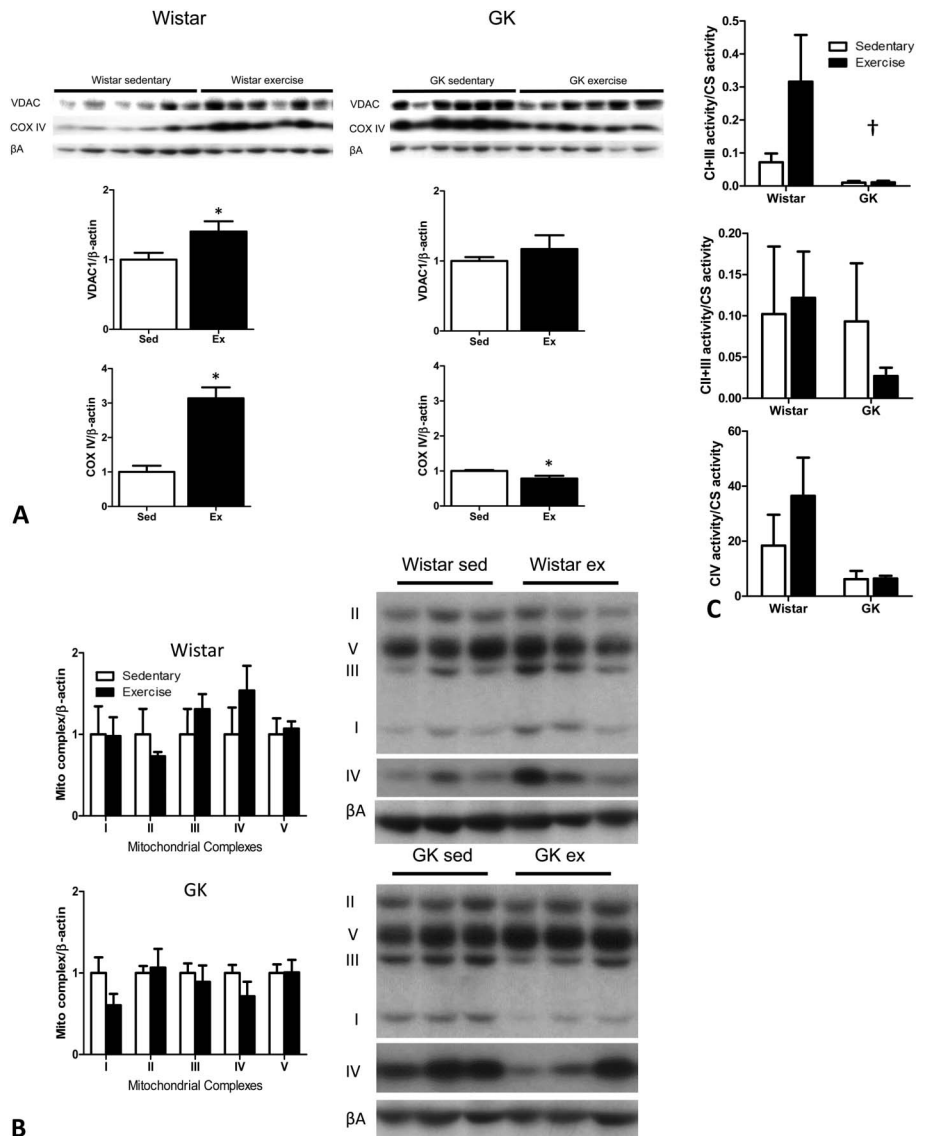 Wistar
GK
Wistar sedentary Wistar exercise
VDAC
COX IV
βA
GK sedentary GK exercise
VDAC
COX IV
βA
VDAC1/β-actin
2
1
0
*
Sed Ex
VDAC1/β-actin
2
1
0
Sed Ex
COX IV/β-actin
4
3
2
1
0
*
Sed Ex
COX IV/β-actin
4
3
2
1
0
*
Sed Ex
A
CI+III activity/CS activity
0.5
0.4
0.3
0.2
0.1
0.0
Sedentary
Exercise
†
Wistar GK
CII+III activity/CS activity
0.20
0.15
0.10
0.05
0.00
Wistar GK
CIV activity/CS activity
60
40
20
0
Wistar GK
C
Wistar
Mito complex/β-actin
2
1
0
Sedentary
Exercise
I II III IV V
Mitochondrial Complexes
GK
Mito complex/β-actin
2
1
0
I II III IV V
Mitochondrial Complexes
Wistar sed Wistar ex
II
V
III
I
IV
βA
GK sed GK ex
II
V
III
I
IV
βA
B